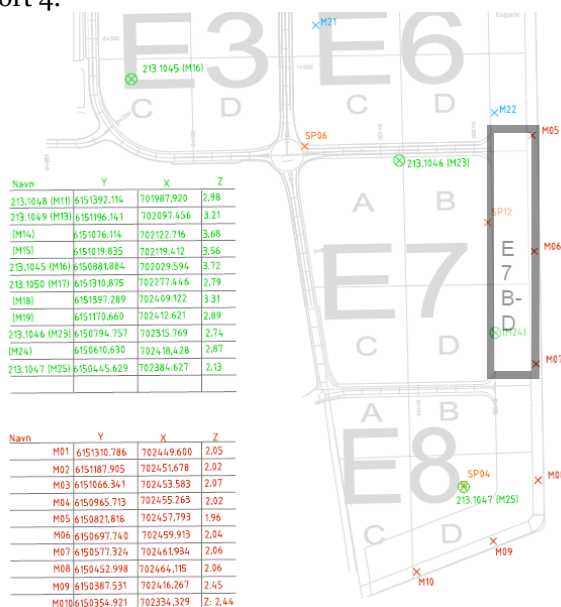 ort 4.
Kajgade
M21
E3
E6
213.1045 (M16)
C D
C D
M22
M05
SP06
213.1046 (M23)
Navn Y X Z
213.1048 (M11) 6151392.114 701987.920 2.98
213.1049 (M13) 6151196.141 702097.456 3.21
(M14) 6151076.114 702122.716 3.68
(M15) 6151019.835 702119.412 3.56
213.1045 (M16) 6150881.884 702029.594 3.72
213.1050 (M17) 6151310.875 702277.446 2.79
(M18) 6151397.289 702409.122 3.31
(M19) 6151170.660 702412.621 2.89
213.1046 (M23) 6150794.757 702315.769 2.74
(M24) 6150610.630 702418.428 2.87
213.1047 (M25) 6150445.629 702384.627 2.13
A B
SP12
E7
E
7
B-
D
M06
(M24)
C D
M07
A B
E8
SP04
213.1047 (M25)
M08
C D
M09
M10
Navn Y X Z
M01 6151310.786 702449.600 2.05
M02 6151187.905 702451.678 2.02
M03 6151066.341 702453.583 2.07
M04 6150965.713 702455.263 2.02
M05 6150821.816 702457.793 1.96
M06 6150697.740 702459.913 2.04
M07 6150577.324 702461.934 2.06
M08 6150452.998 702464.115 2.06
M09 6150387.531 702416.267 2.45
M010 6150354.921 702334.329 Z: 2.44